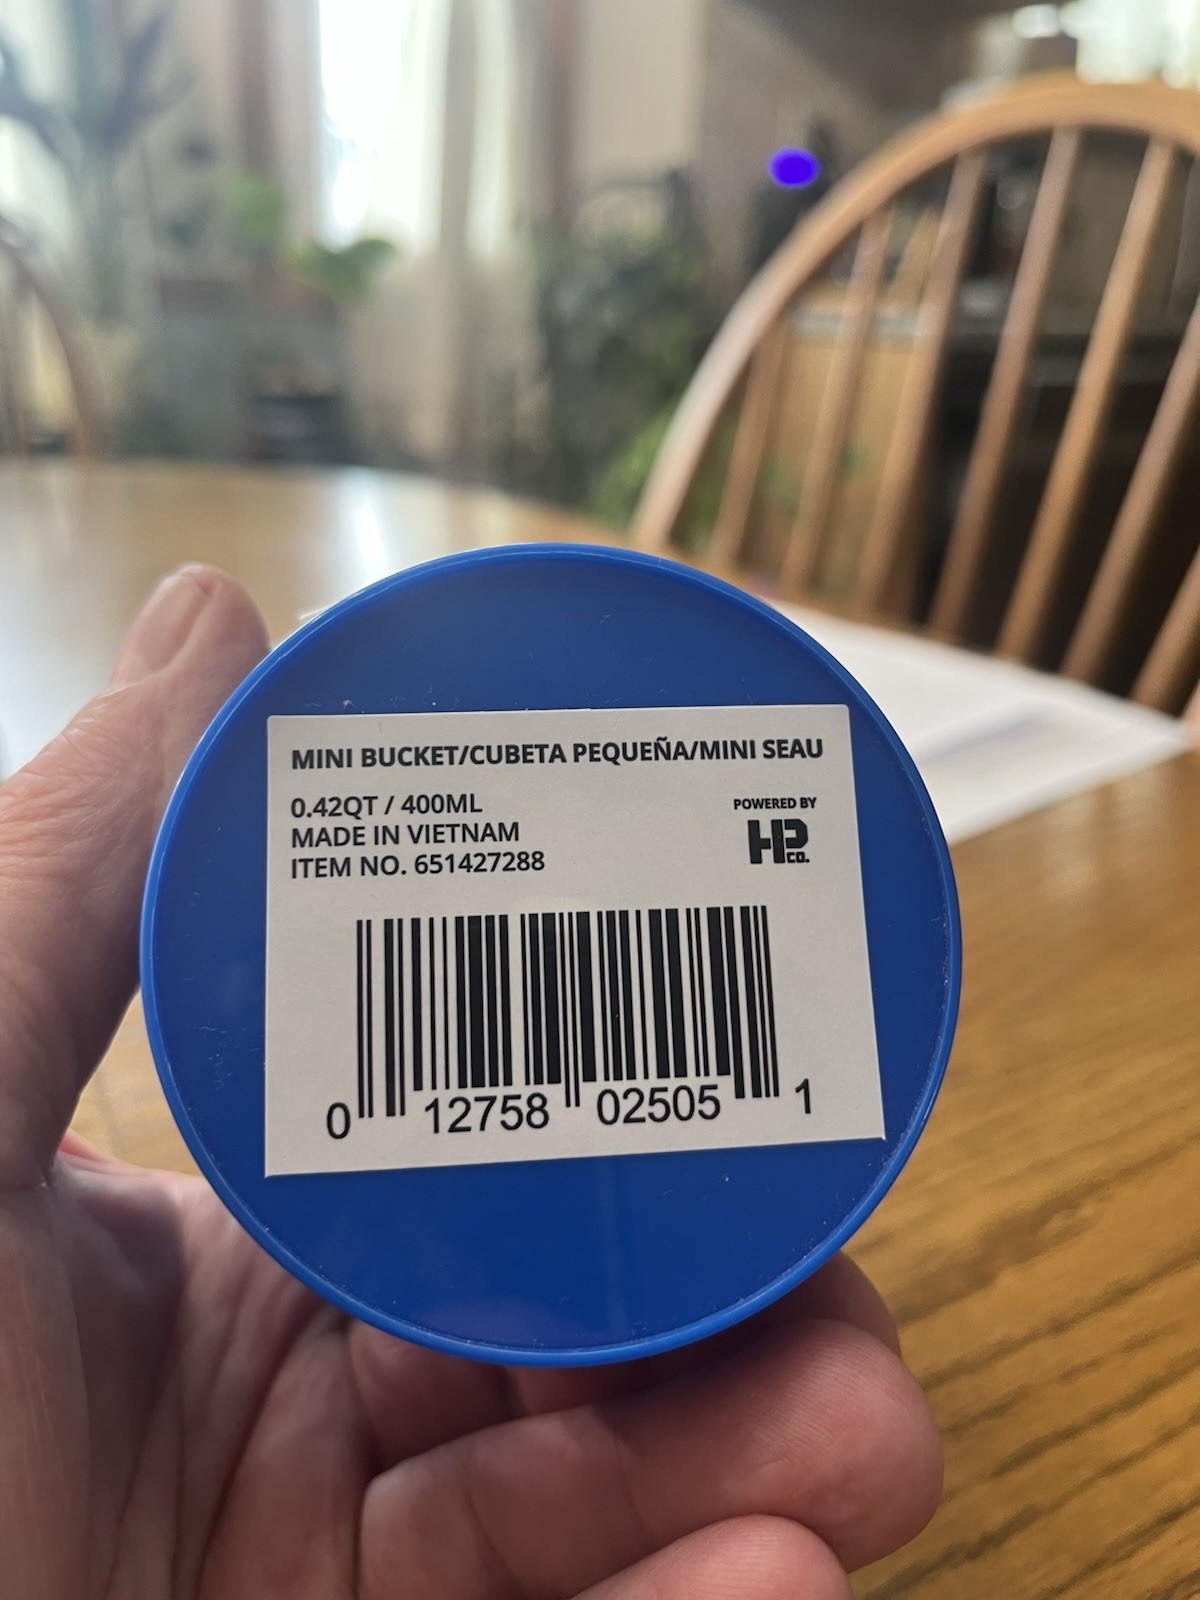 MINI BUCKET/CUBETA PEQUEÑA/MINI SEAU
0.42QT / 400ML
MADE IN VIETNAM
ITEM NO. 651427288
POWERED BY
HP
CO.
0 12758 02505 1